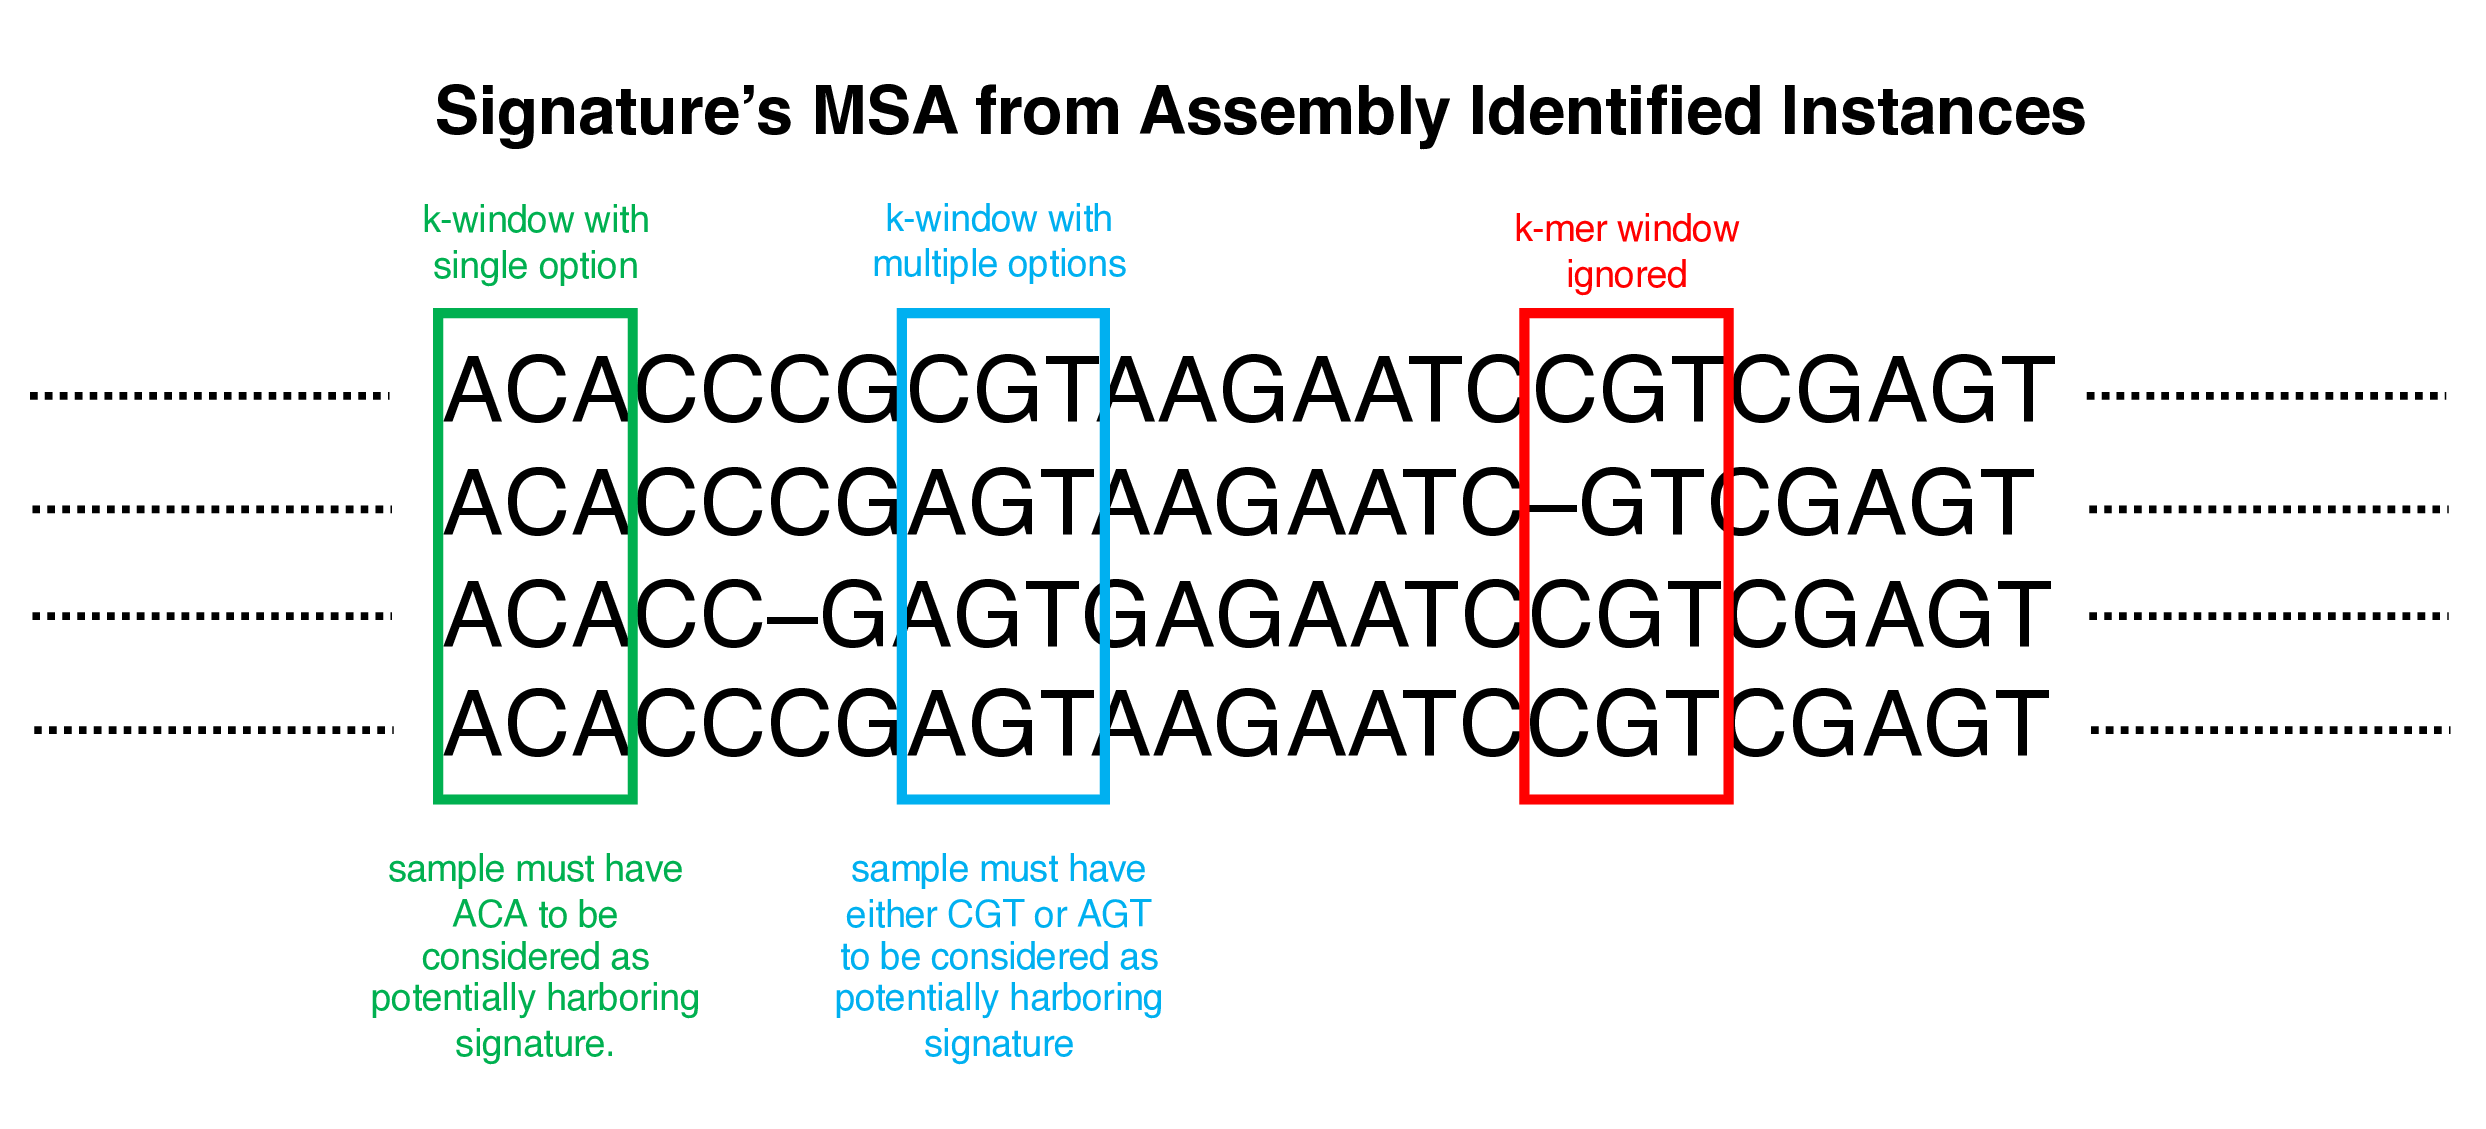 Signature’s MSA from Assembly Identified Instances
k-window with
single option
k-window with
multiple options
k-mer window
ignored
ACACCCGCGTAAGAATCCGTCGAGT
ACACCCGAGTAAGAATC–GTCGAGT
ACACC–GAGTGAGAATCCGTCGAGT
ACACCCGAGTAAGAATCCGTCGAGT
sample must have
ACA to be
considered as
potentially harboring
signature.
sample must have
either CGT or AGT
to be considered as
potentially harboring
signature